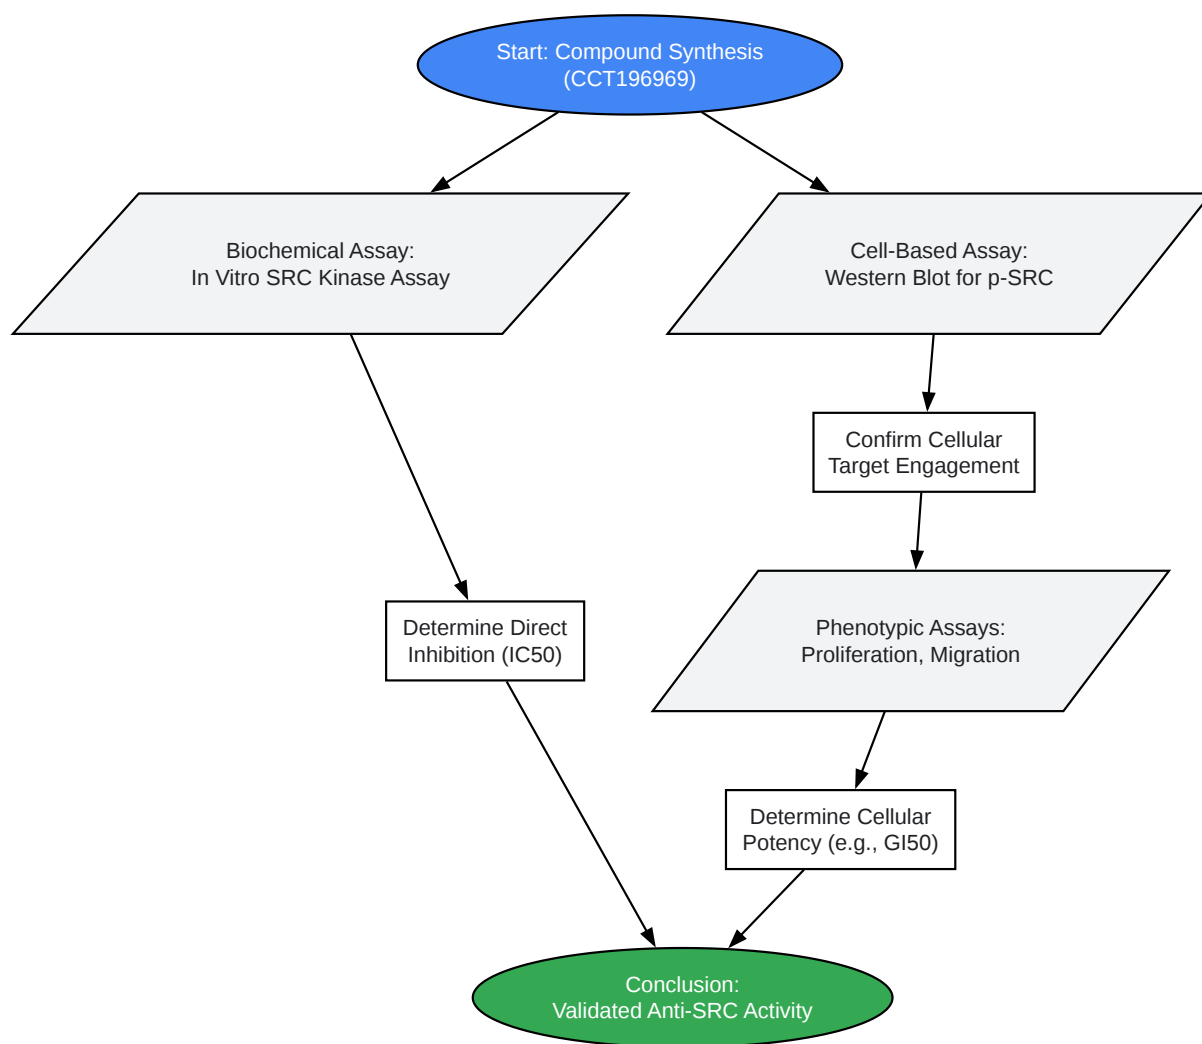 Start: Compound Synthesis
(CCT196969)
Biochemical Assay:
In Vitro SRC Kinase Assay
Cell-Based Assay:
Western Blot for p-SRC
Confirm Cellular
Target Engagement
Determine Direct
Inhibition (IC50)
Phenotypic Assays:
Proliferation, Migration
Determine Cellular
Potency (e.g., GI50)
Conclusion:
Validated Anti-SRC Activity